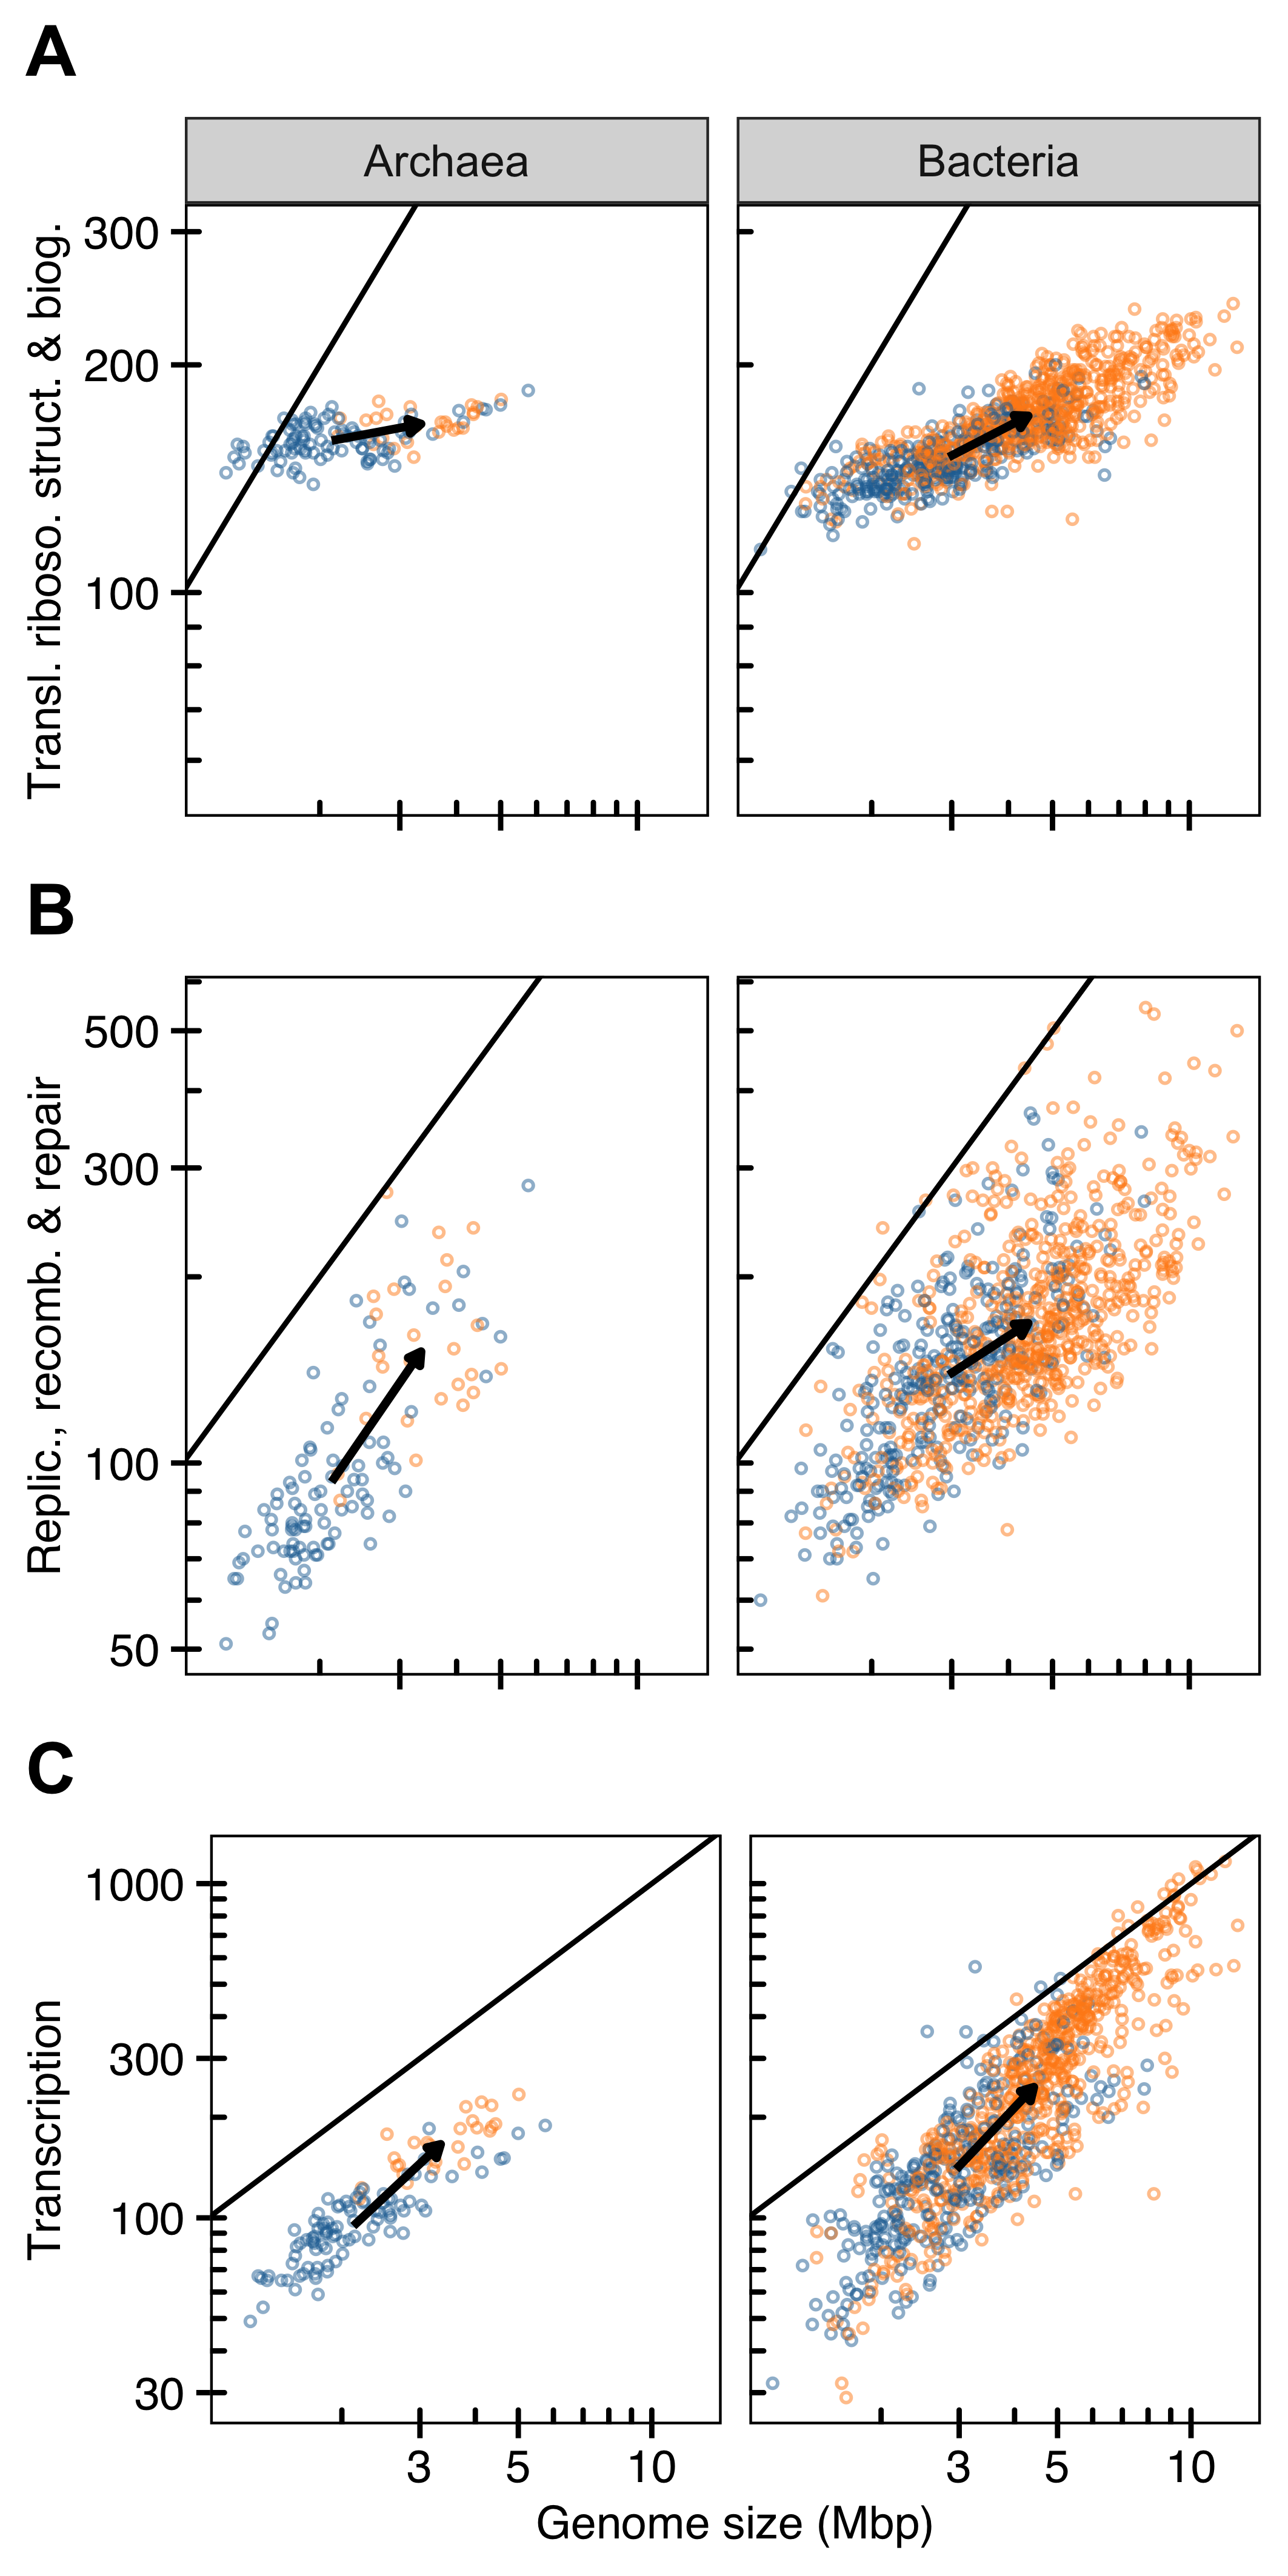 A
Archaea
Bacteria
Transl. riboso. struct. & biog.
300
200
100
B
Replic., recomb. & repair
500
300
100
50
C
Transcription
1000
300
100
30
3 5 10
3 5 10
Genome size (Mbp)